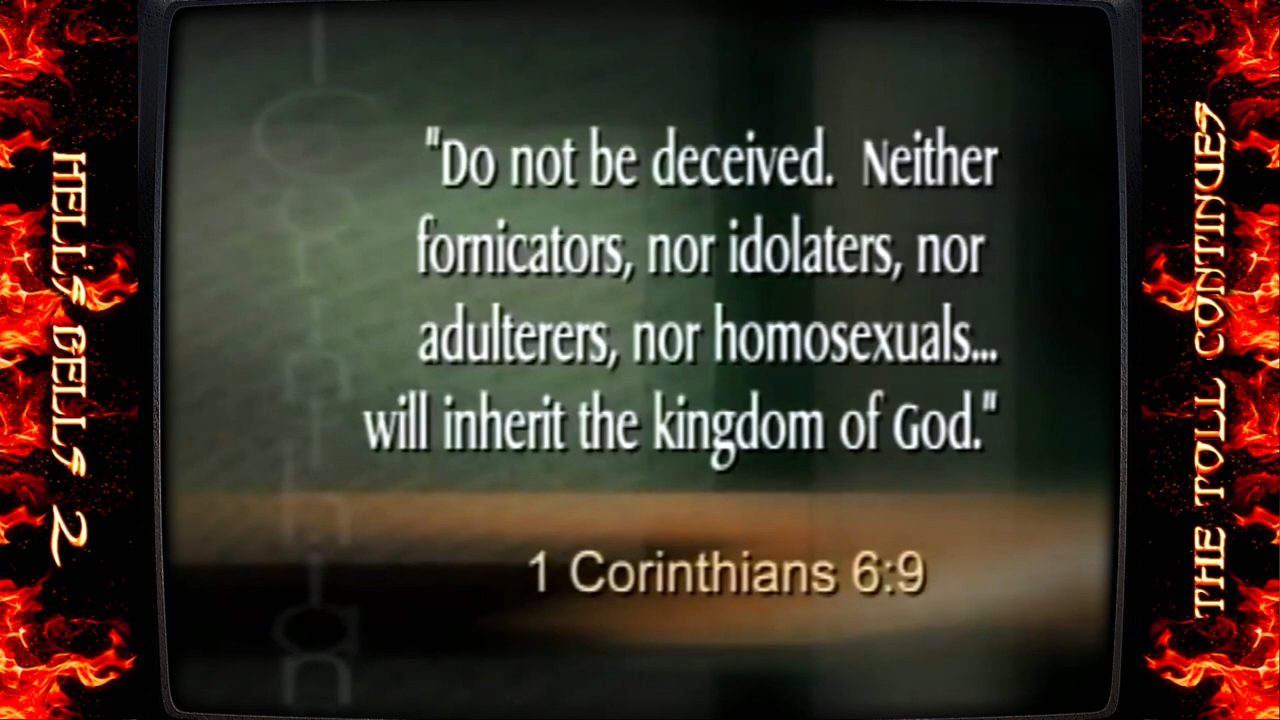 HELL'S BELLS 2
"Do not be deceived.  Neither
fornicators, nor idolaters, nor
adulterers, nor homosexuals...
will inherit the kingdom of God."
1 Corinthians 6:9
THE TOLL CONTINUES